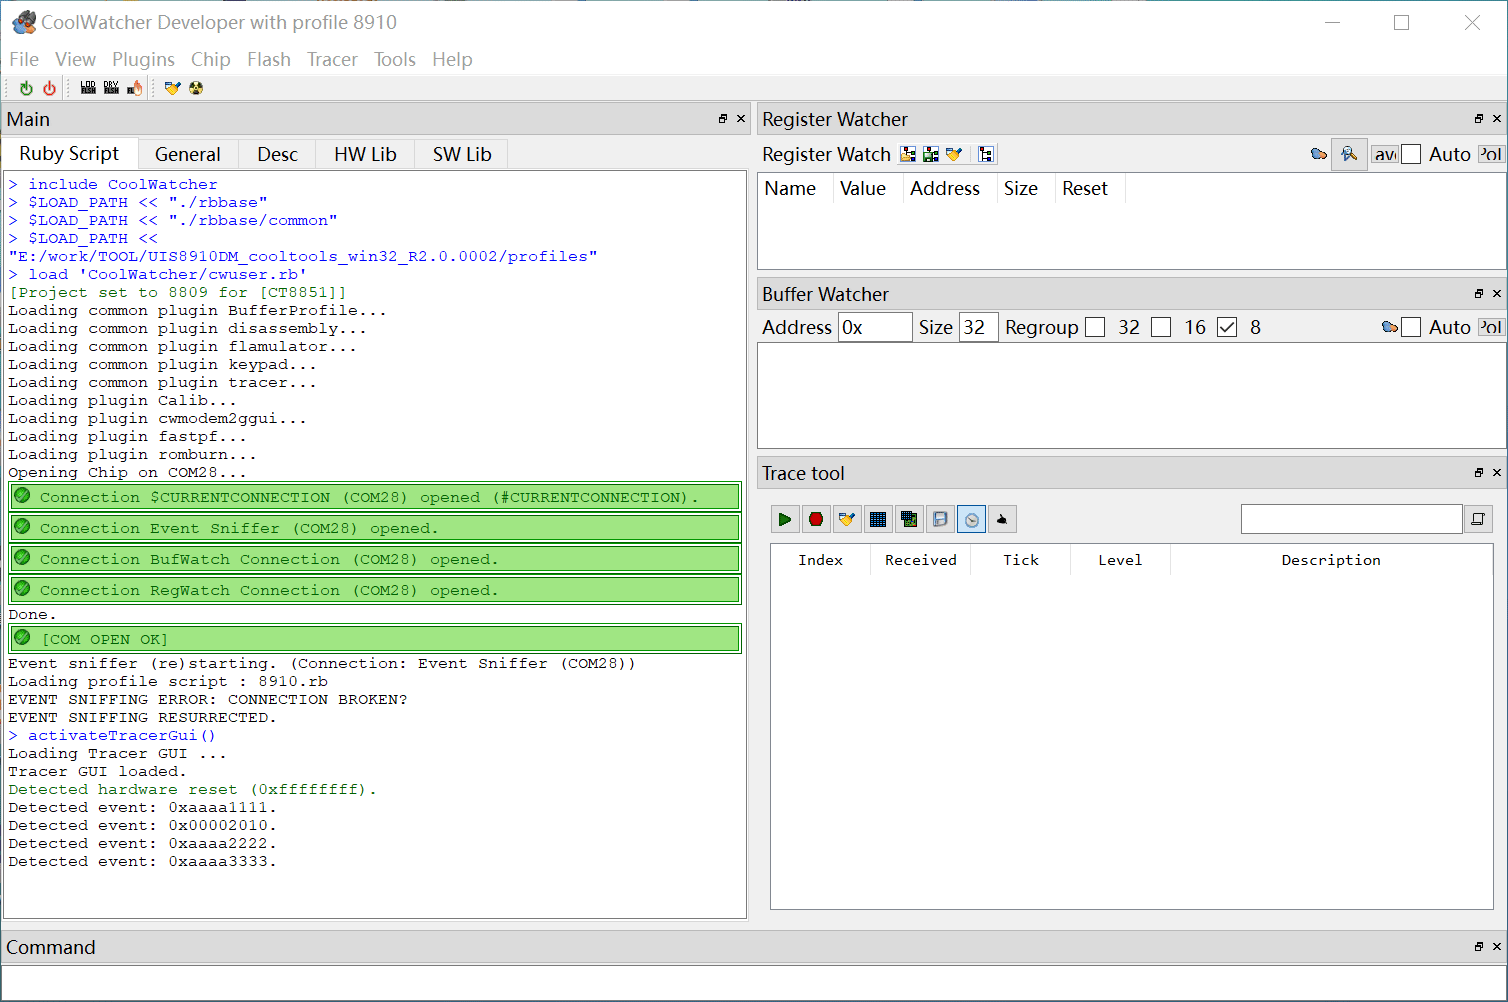 CoolWatcher Developer with profile 8910
File View Plugins Chip Flash Tracer Tools Help
Main
Ruby Script General Desc HW Lib SW Lib
> include CoolWatcher
> $LOAD_PATH << "./rbbase"
> $LOAD_PATH << "./rbbase/common"
> $LOAD_PATH <<
"E:/work/TOOL/UIS8910DM_cooltools_win32_R2.0.0002/profiles"
> load 'CoolWatcher/cwuser.rb'
[Project set to 8809 for [CT8851]]
Loading common plugin BufferProfile...
Loading common plugin disassembly...
Loading common plugin flamulator...
Loading common plugin keypad...
Loading common plugin tracer...
Loading plugin Calib...
Loading plugin cwmodem2ggui...
Loading plugin fastpf...
Loading plugin romburn...
Opening Chip on COM28...
Connection $CURRENTCONNECTION (COM28) opened (#CURRENTCONNECTION).
Connection Event Sniffer (COM28) opened.
Connection BufWatch Connection (COM28) opened.
Connection RegWatch Connection (COM28) opened.
Done.
[COM OPEN OK]
Event sniffer (re)starting. (Connection: Event Sniffer (COM28))
Loading profile script : 8910.rb
EVENT SNIFFING ERROR: CONNECTION BROKEN?
EVENT SNIFFING RESURRECTED.
> activateTracerGui()
Loading Tracer GUI ...
Tracer GUI loaded.
Detected hardware reset (0xffffffff).
Detected event: 0xaaaa1111.
Detected event: 0x00002010.
Detected event: 0xaaaa2222.
Detected event: 0xaaaa3333.
Register Watcher
Register Watch Auto
Name Value Address Size Reset
Buffer Watcher
Address 0x Size 32 Regroup 32 16 8 Auto
Trace tool
Index Received Tick Level Description
Command